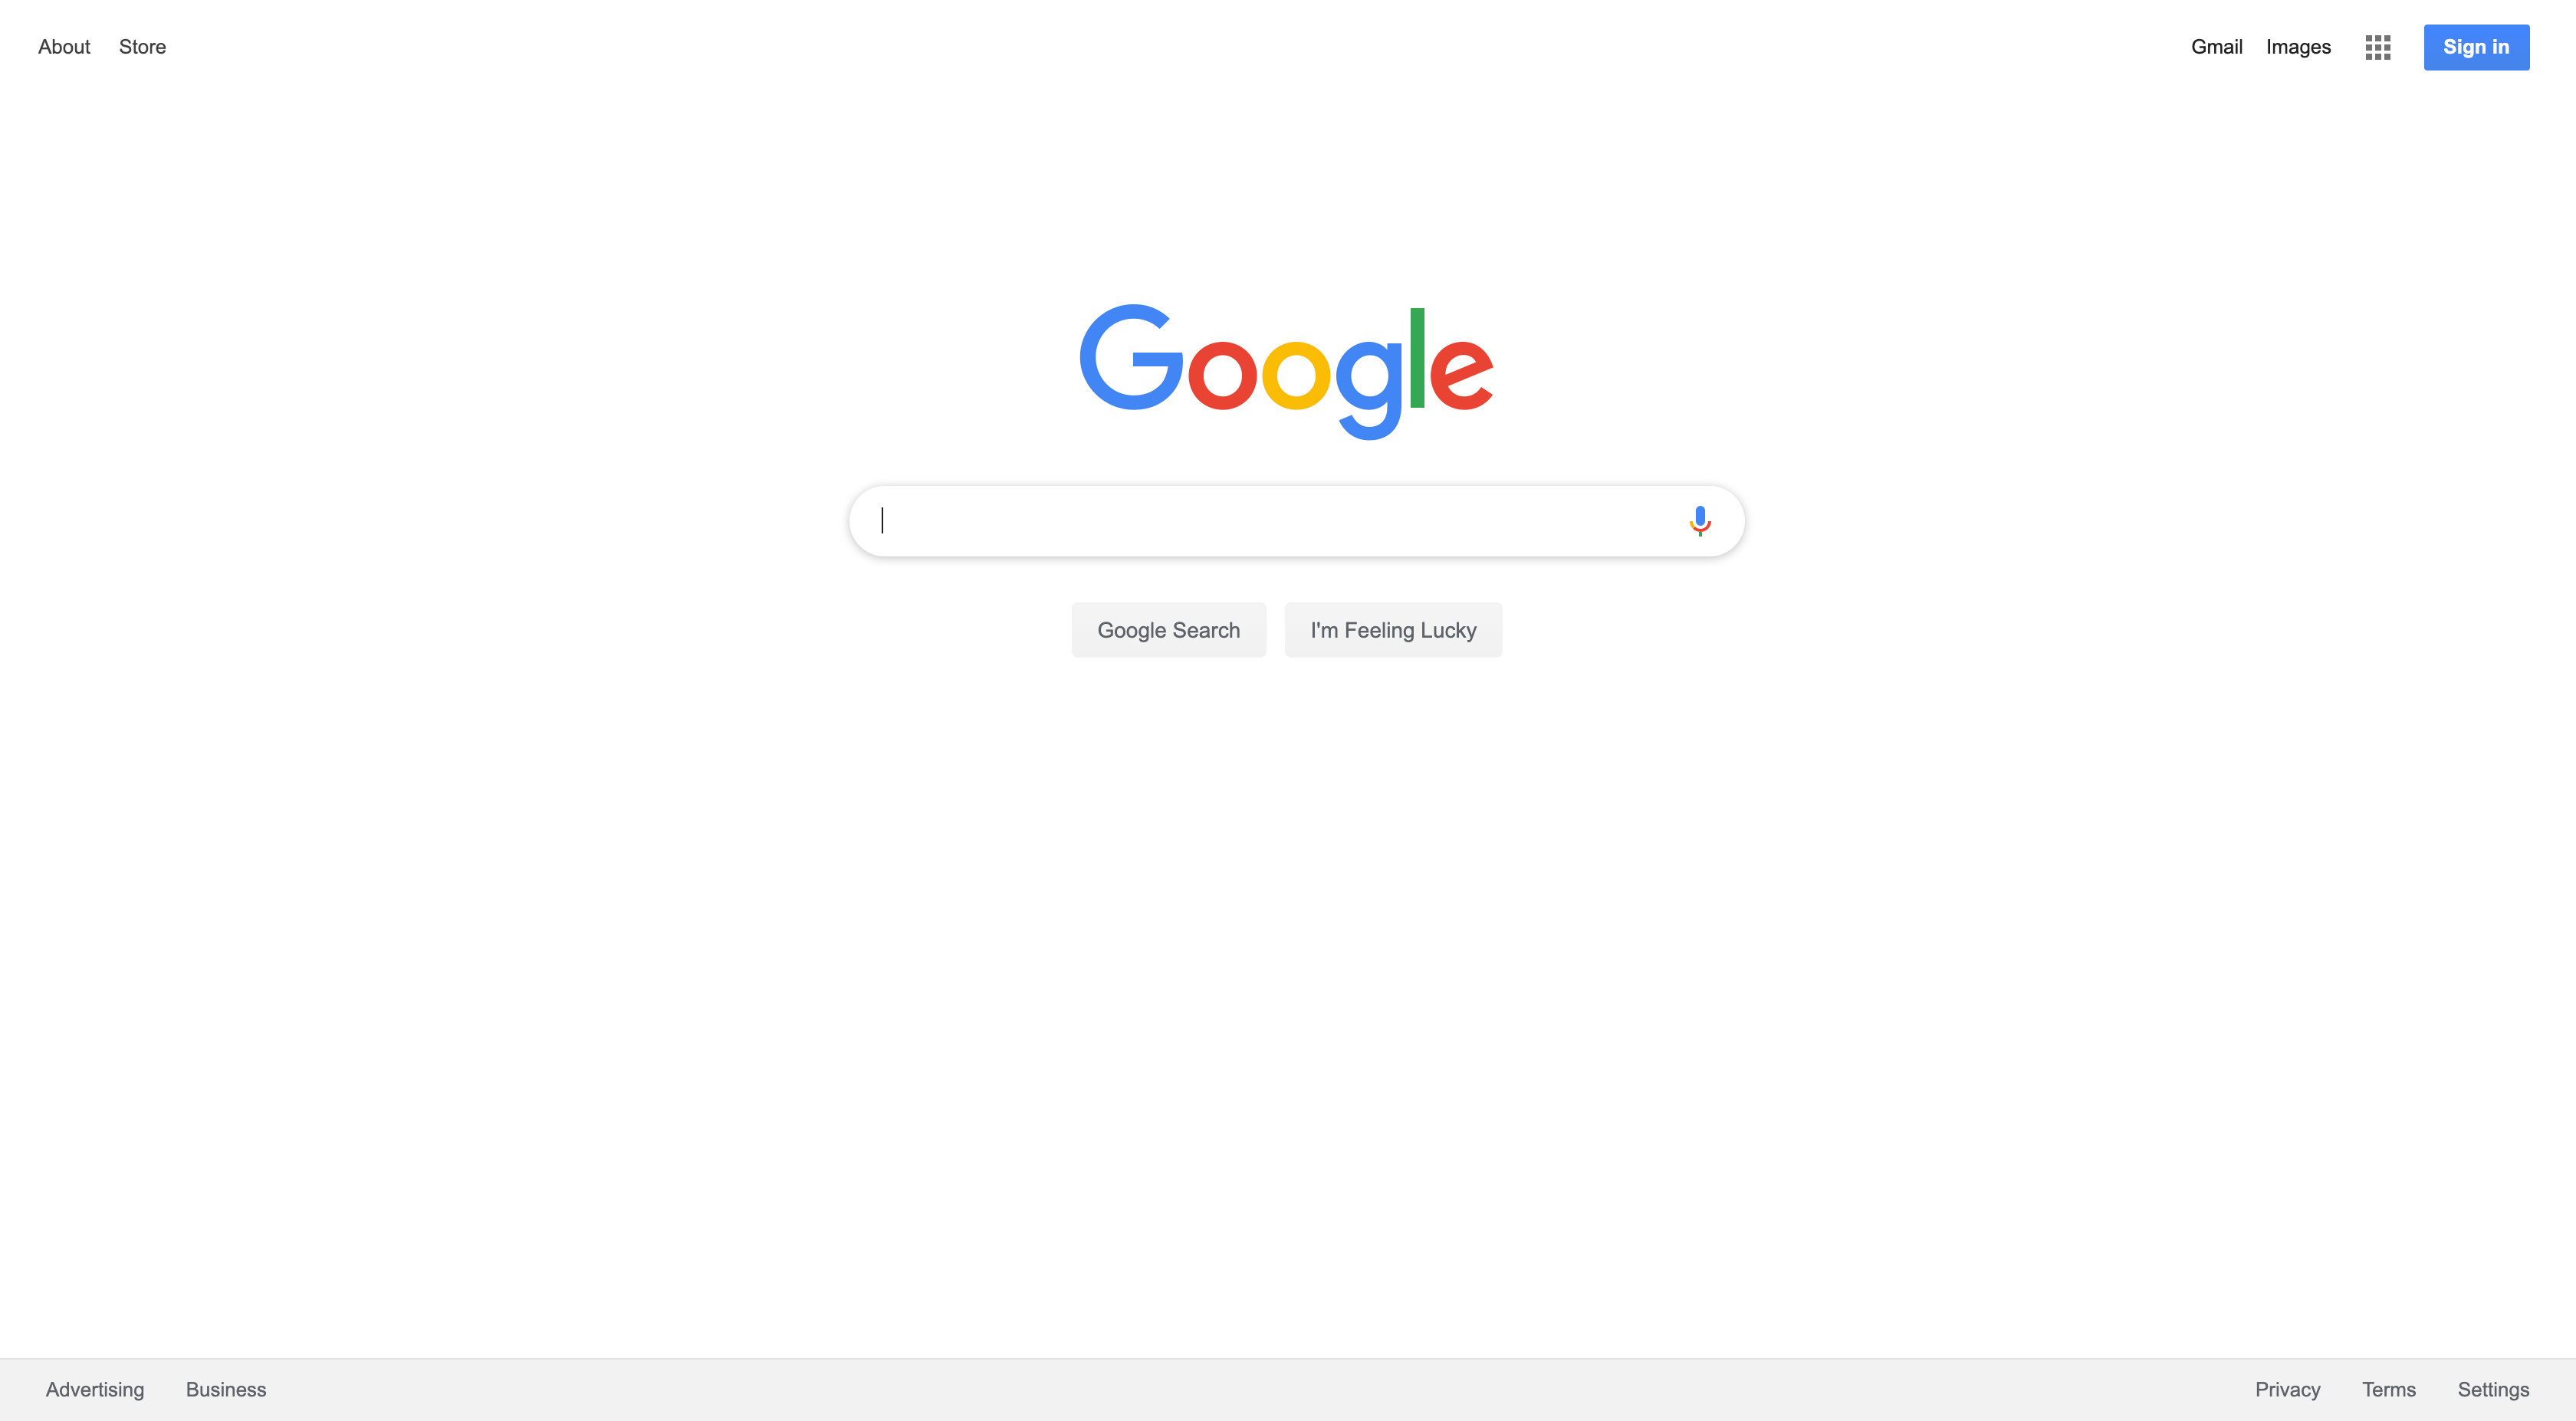 About Store
Gmail Images Sign in
Google
Google Search I'm Feeling Lucky
Advertising Business
Privacy Terms Settings